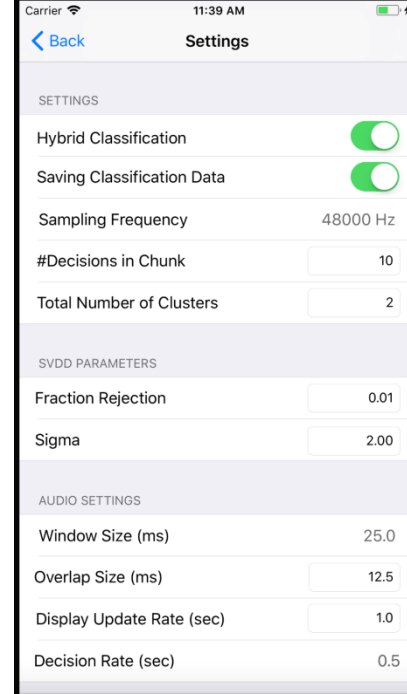 Carrier 11:39 AM
Back Settings
SETTINGS
Hybrid Classification
Saving Classification Data
Sampling Frequency 48000 Hz
#Decisions in Chunk 10
Total Number of Clusters 2
SVDD PARAMETERS
Fraction Rejection 0.01
Sigma 2.00
AUDIO SETTINGS
Window Size (ms) 25.0
Overlap Size (ms) 12.5
Display Update Rate (sec) 1.0
Decision Rate (sec) 0.5